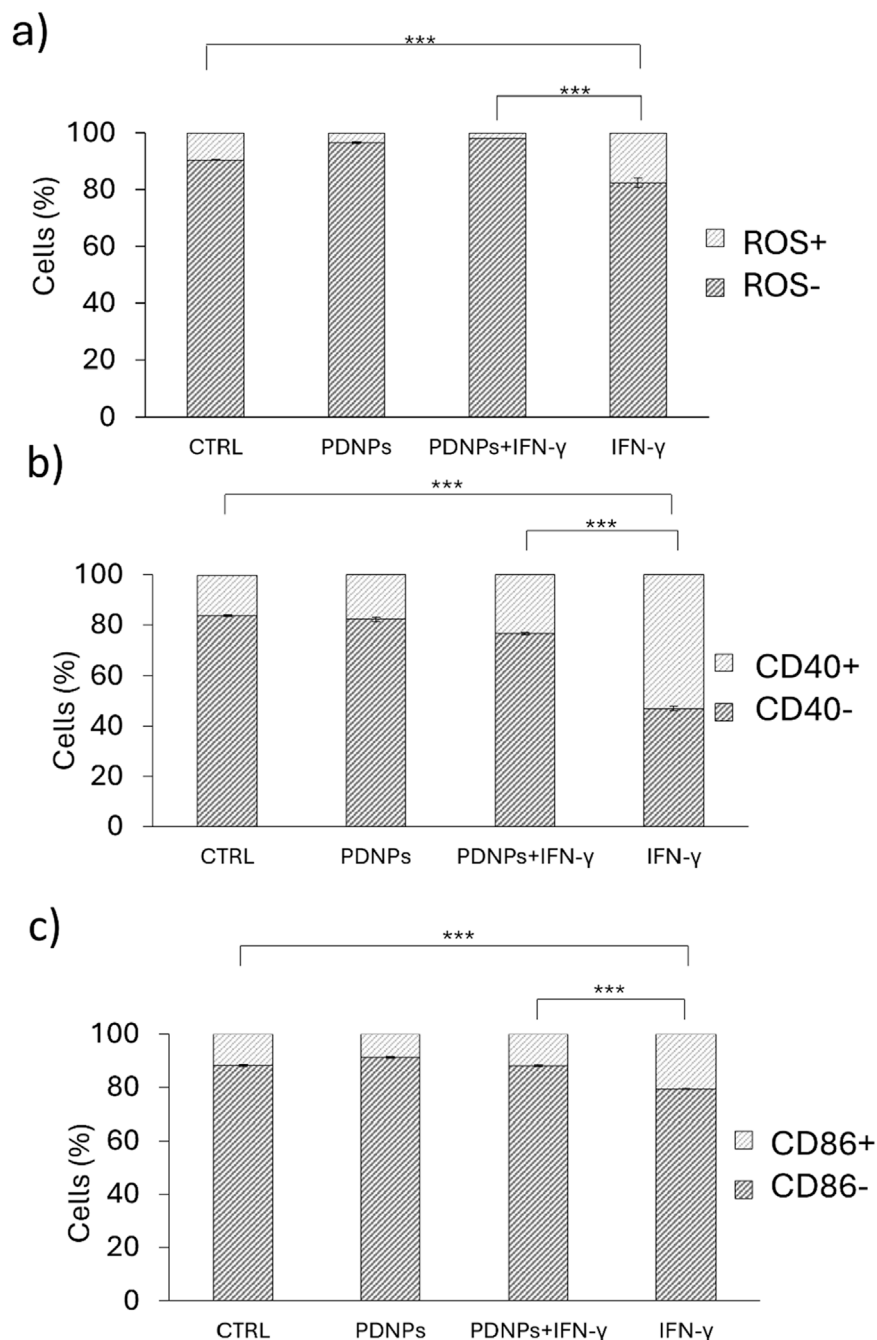 a)
***
***
100
80
60
40
20
0
Cells (%)
ROS+
ROS-
CTRL PDNPs PDNPs+IFN-γ IFN-γ
b)
***
***
100
80
60
40
20
0
Cells (%)
CD40+
CD40-
CTRL PDNPs PDNPs+IFN-γ IFN-γ
c)
***
***
100
80
60
40
20
0
Cells (%)
CD86+
CD86-
CTRL PDNPs PDNPs+IFN-γ IFN-γ